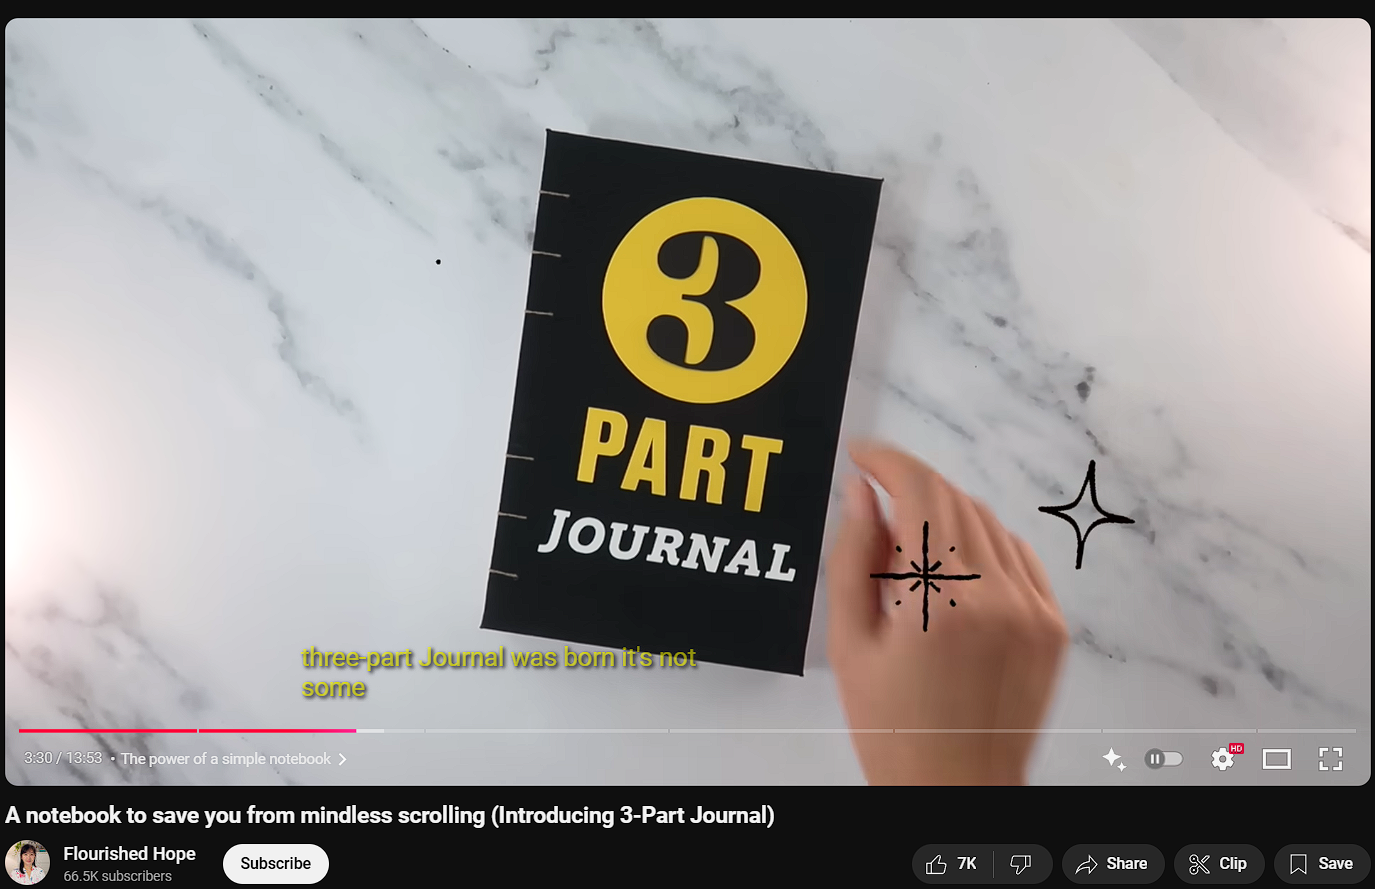 3
PART
JOURNAL
three-part Journal was born it's not
some
3:30 / 13:53 • The power of a simple notebook
HD
A notebook to save you from mindless scrolling (Introducing 3-Part Journal)
Flourished Hope
66.5K subscribers
Subscribe
7K
Share
Clip
Save